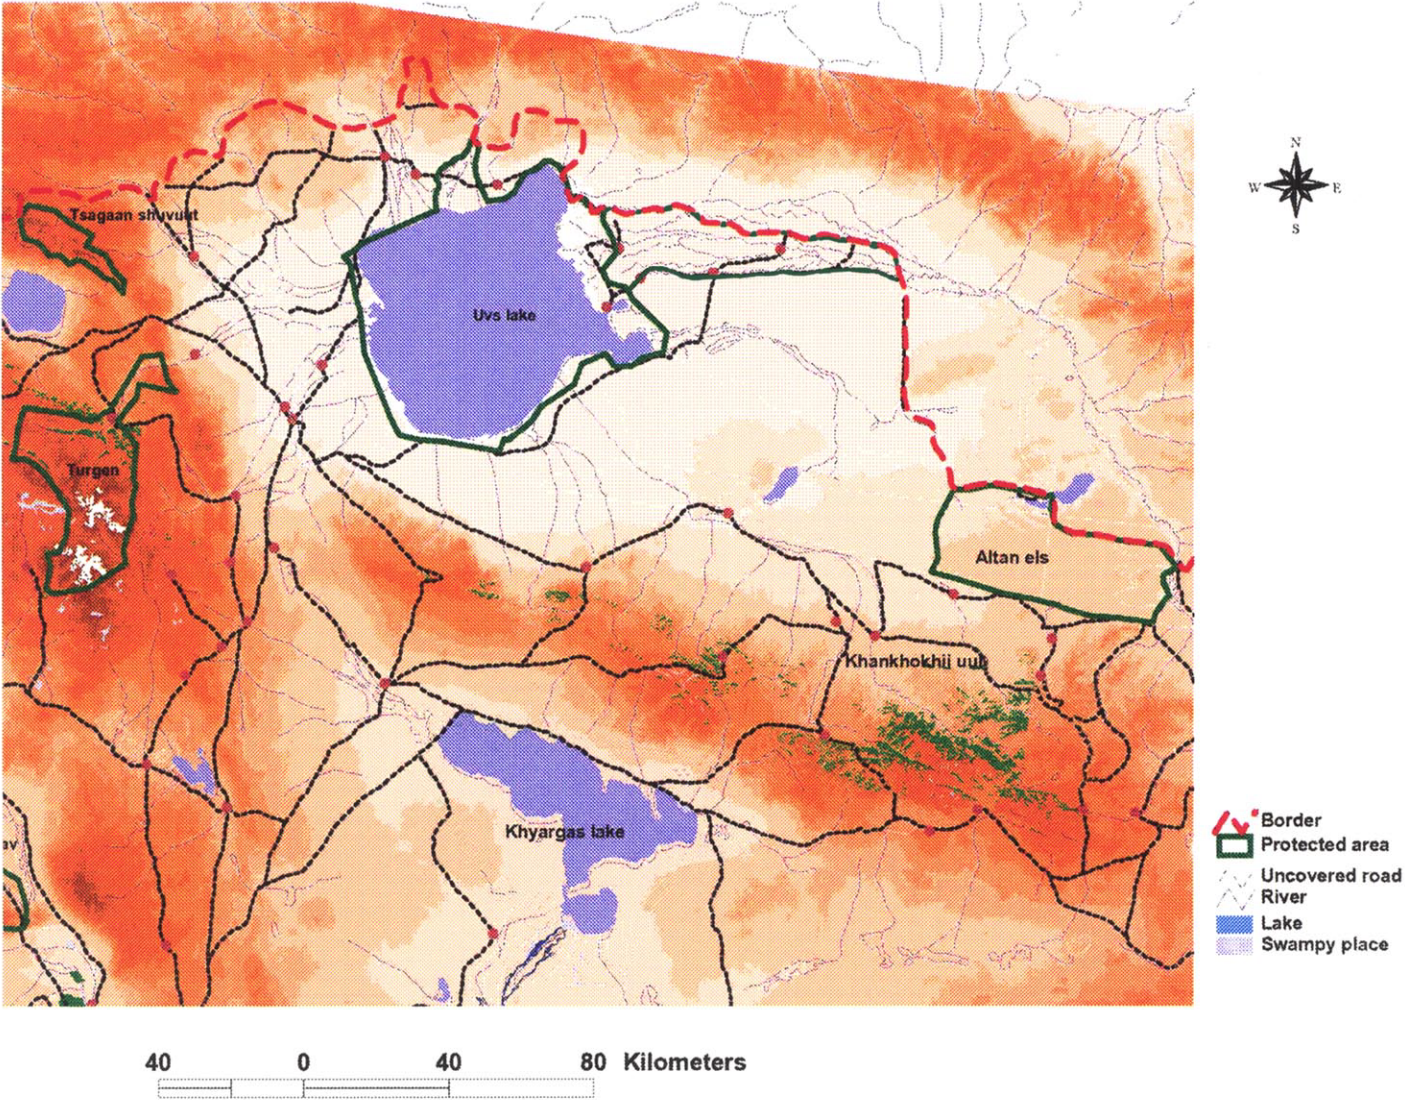 N
W E
S
Tsagaan shuvuut
Uvs lake
Turgen
Altan els
Khankhokhii uul
Khyargas lake
av
Border
Protected area
Uncovered road
River
Lake
Swampy place
40 0 40 80 Kilometers